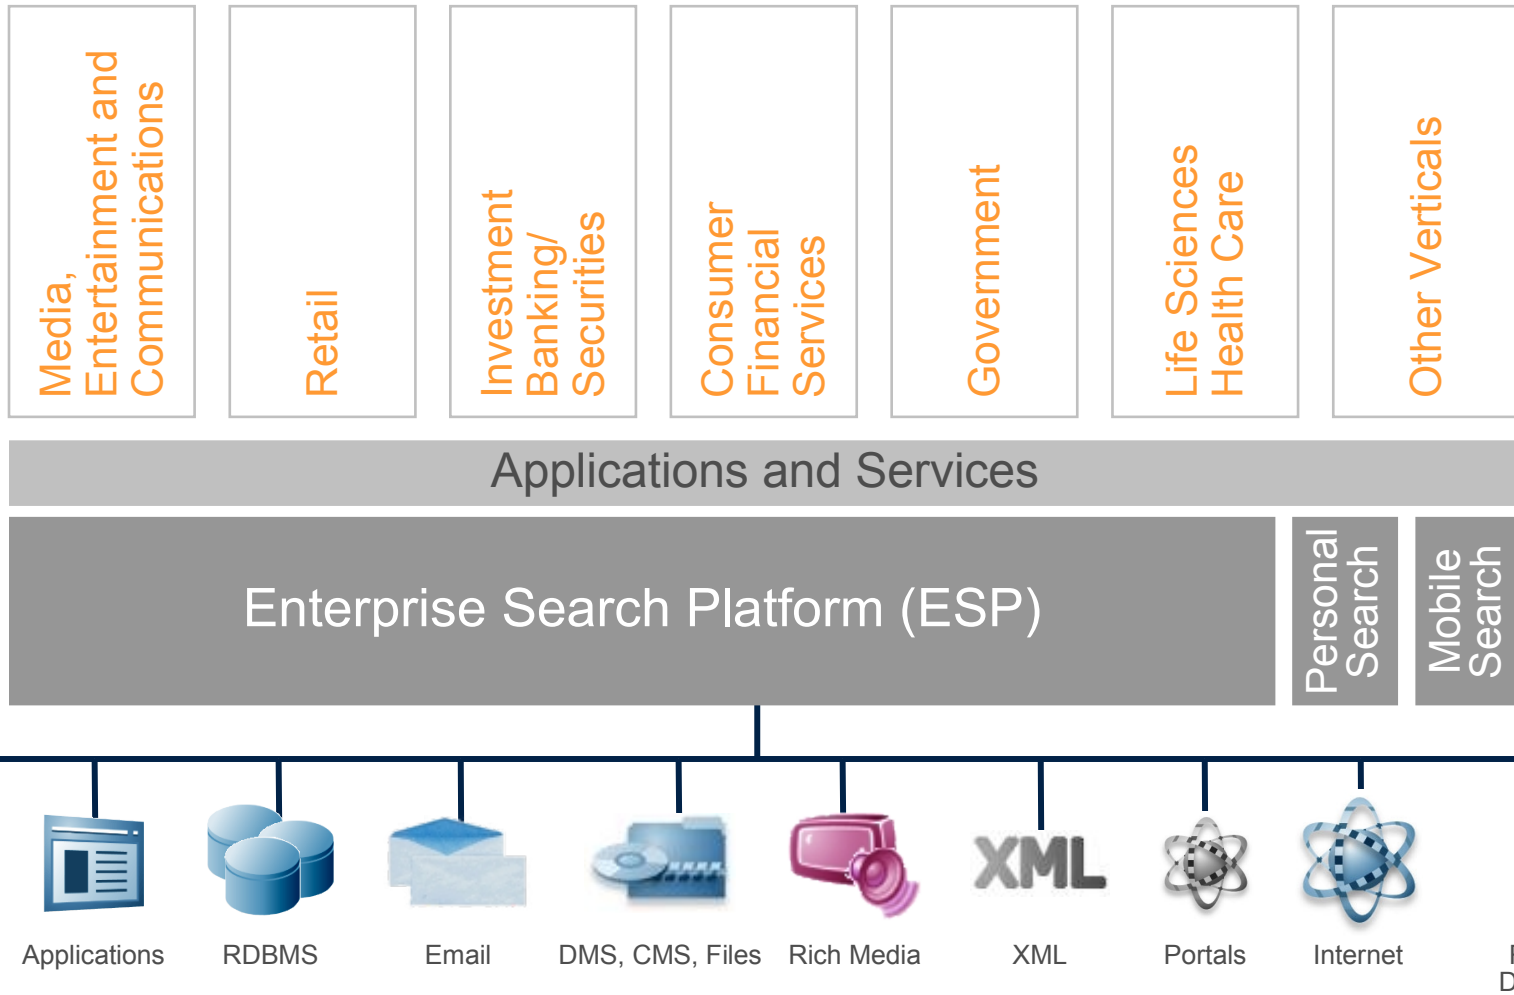 Media,
Entertainment and
Communications
Retail
Investment
Banking/
Securities
Consumer
Financial
Services
Government
Life Sciences
Health Care
Other Verticals
Applications and Services
Enterprise Search Platform (ESP)
Personal
Search
Mobile
Search
XML
Applications
RDBMS
Email
DMS, CMS, Files
Rich Media
XML
Portals
Internet